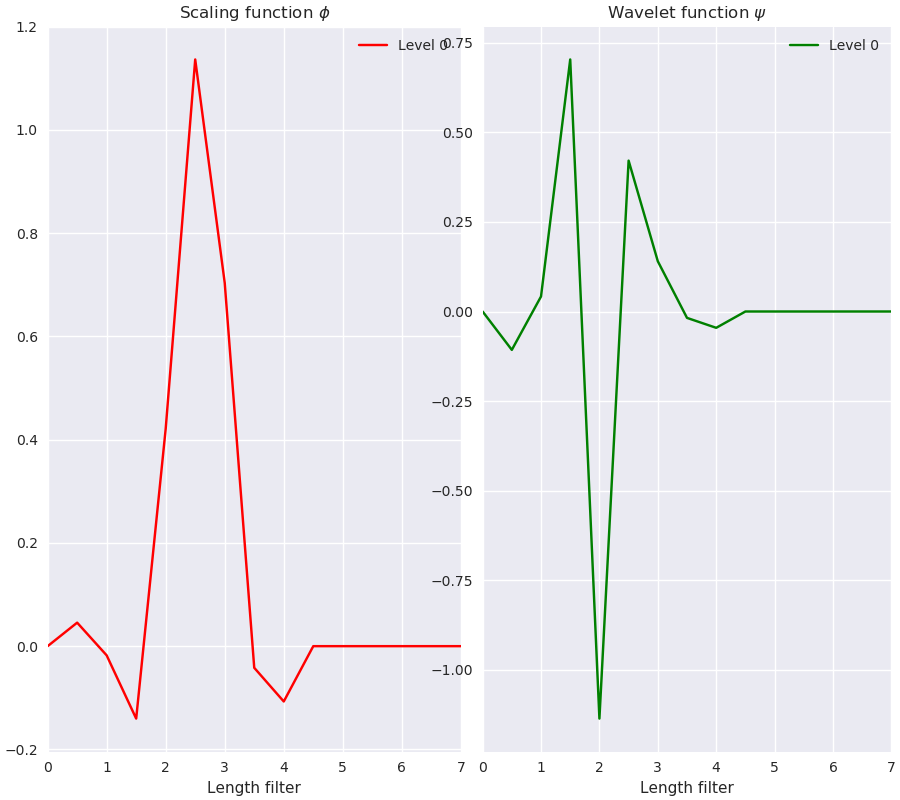 Scaling function ϕ
Level 0
1.2
1.0
0.8
0.6
0.4
0.2
0.0
−0.2
0 1 2 3 4 5 6 7
Length filter
Wavelet function ψ
Level 0
0.75
0.50
0.25
0.00
−0.25
−0.50
−0.75
−1.00
0 1 2 3 4 5 6 7
Length filter